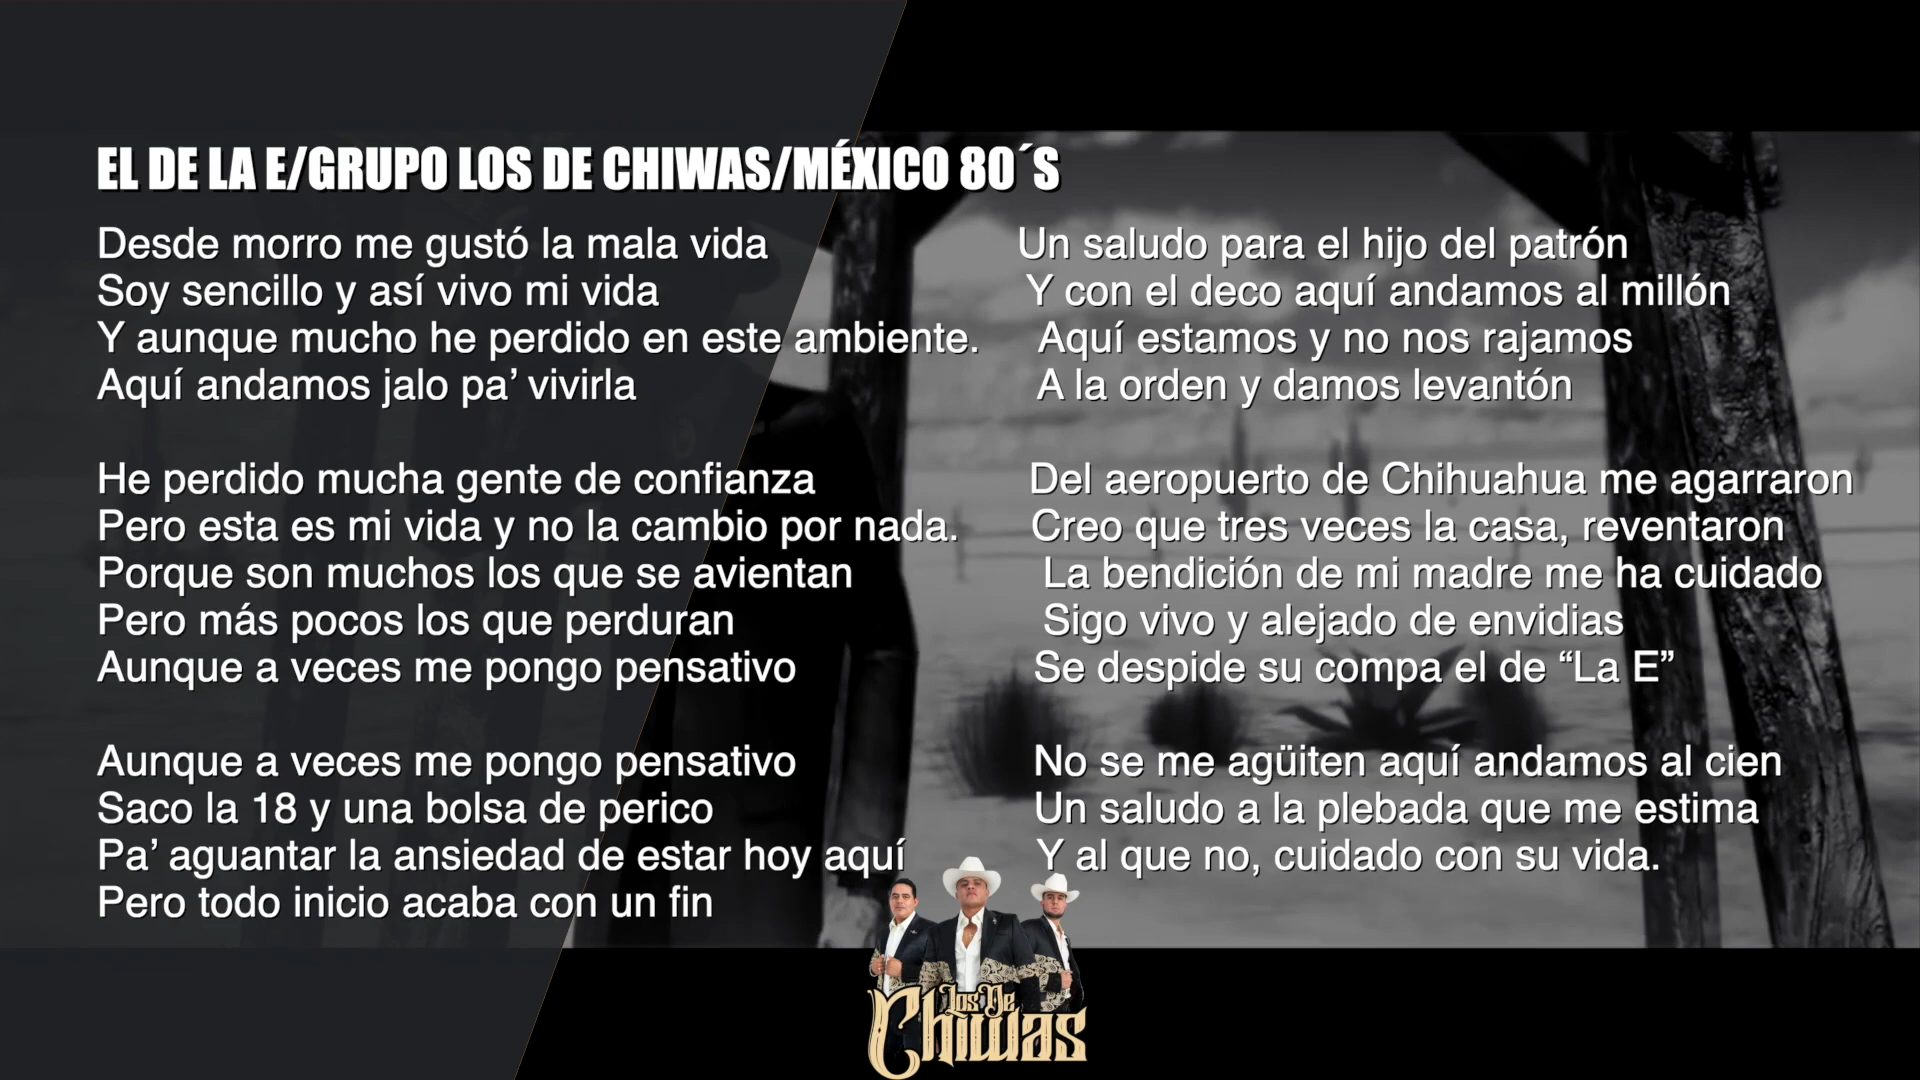 EL DE LA E/GRUPO LOS DE CHIWAS/MÉXICO 80´S
Desde morro me gustó la mala vida
Soy sencillo y así vivo mi vida
Y aunque mucho he perdido en este ambiente.
Aquí andamos jalo pa’ vivirla
He perdido mucha gente de confianza
Pero esta es mi vida y no la cambio por nada.
Porque son muchos los que se avientan
Pero más pocos los que perduran
Aunque a veces me pongo pensativo
Aunque a veces me pongo pensativo
Saco la 18 y una bolsa de perico
Pa’ aguantar la ansiedad de estar hoy aquí
Pero todo inicio acaba con un fin
Un saludo para el hijo del patrón
Y con el deco aquí andamos al millón
Aquí estamos y no nos rajamos
A la orden y damos levantón
Del aeropuerto de Chihuahua me agarraron
Creo que tres veces la casa, reventaron
La bendición de mi madre me ha cuidado
Sigo vivo y alejado de envidias
Se despide su compa el de “La E”
No se me agüiten aquí andamos al cien
Un saludo a la plebada que me estima
Y al que no, cuidado con su vida.
Los De
Chiwas